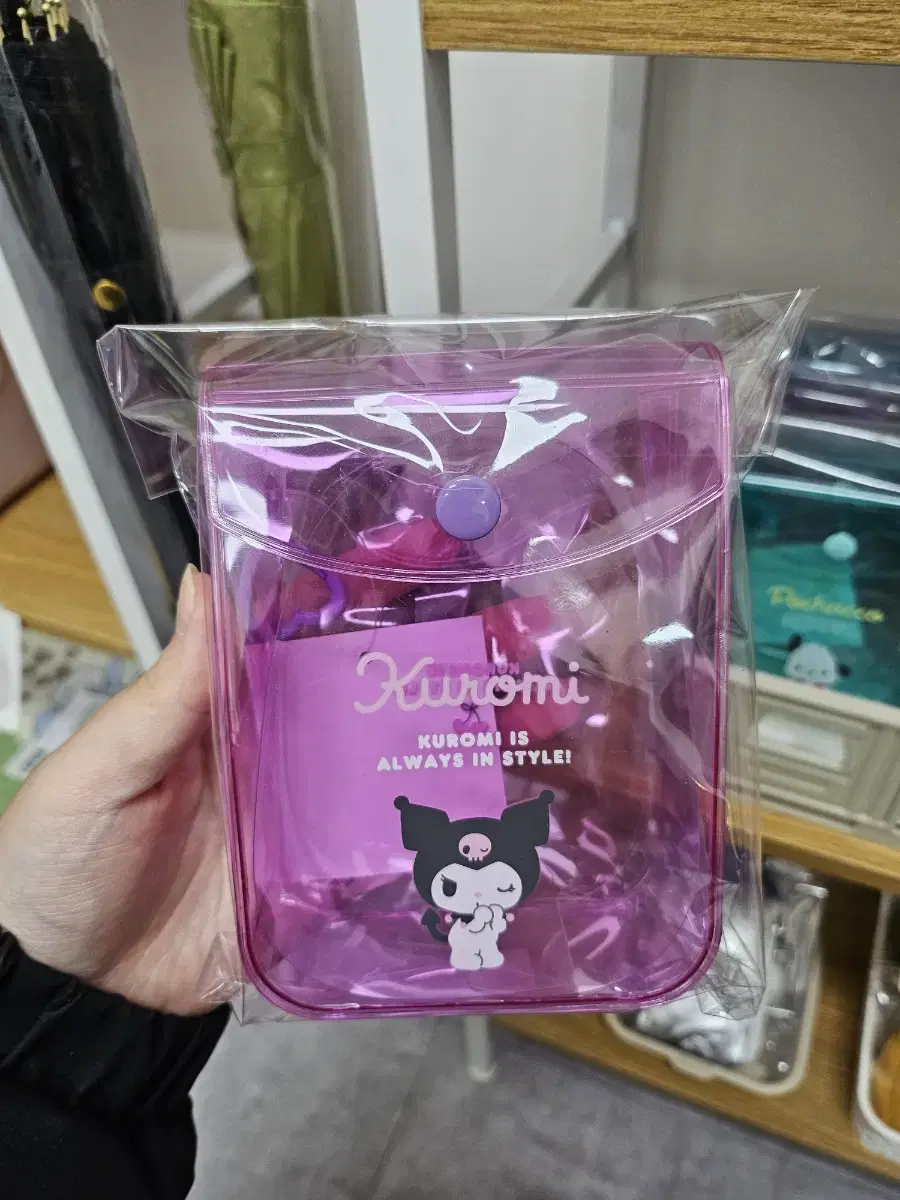 Kuromi
KUROMI IS
ALWAYS IN STYLE!
Pochacco